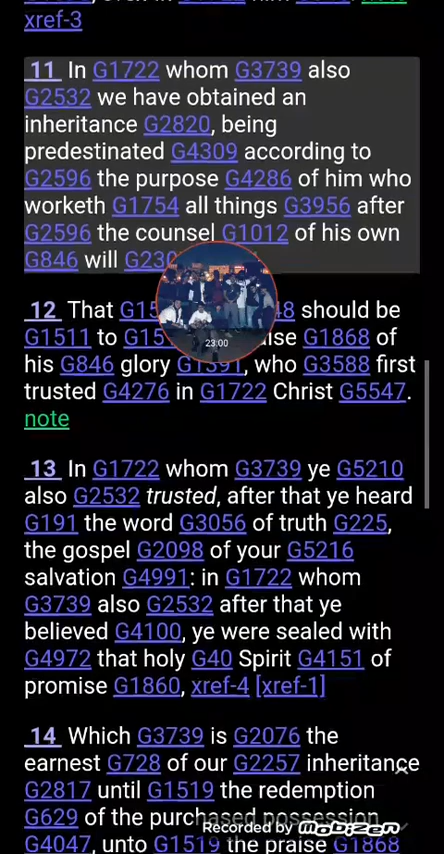 xref-3
11 In G1722 whom G3739 also
G2532 we have obtained an
inheritance G2820, being
predestinated G4309 according to
G2596 the purpose G4286 of him who
worketh G1754 all things G3956 after
G2596 the counsel G1012 of his own
G846 will
23:00
12 That should be
G1511 to of
his G846 glory G1391, who G3588 first
trusted G4276 in G1722 Christ G5547.
note
13 In G1722 whom G3739 ye G5210
also G2532 trusted, after that ye heard
G191 the word G3056 of truth G225,
the gospel G2098 of your G5216
salvation G4991: in G1722 whom
G3739 also G2532 after that ye
believed G4100, ye were sealed with
G4972 that holy G40 Spirit G4151 of
promise G1860, xref-4 [xref-1]
14 Which G3739 is G2076 the
earnest G728 of our G2257 inheritance
G2817 until G1519 the redemption
G629 of the purchased possession
Recorded by mobizen
G4047, unto G1519 the praise G1868